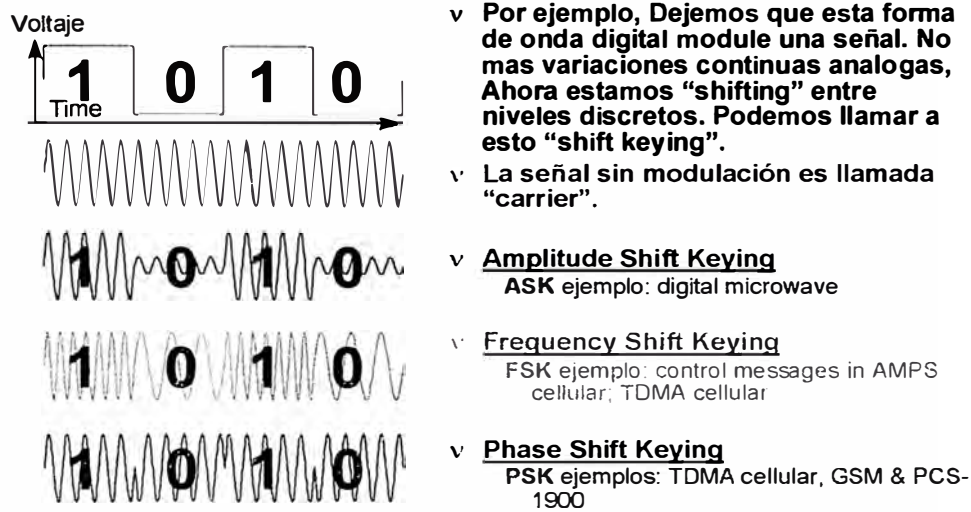 Voltaje
1 0 1 0
Time
1 0 1 0
1 0 1 0
1 0 1 0
v Por ejemplo, Dejemos que esta forma
de onda digital module una señal. No
mas variaciones continuas analogas,
Ahora estamos “shifting” entre
niveles discretos. Podemos llamar a
esto “shift keying”.
v La señal sin modulación es llamada
“carrier”.
v Amplitude Shift Keying
ASK ejemplo: digital microwave
v Frequency Shift Keying
FSK ejemplo: control messages in AMPS
cellular; TDMA cellular
v Phase Shift Keying
PSK ejemplos: TDMA cellular, GSM & PCS-
1900